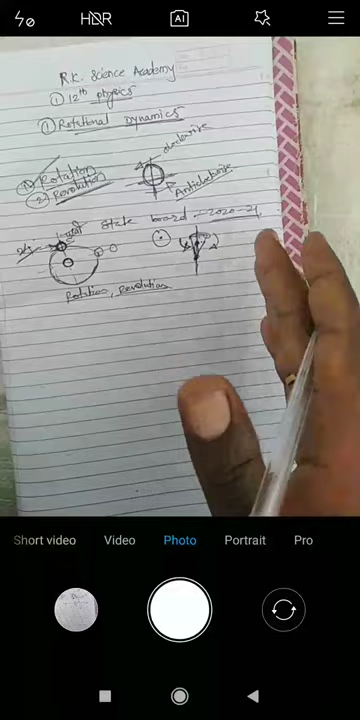 HDR
AI
R.K. Science Academy
① 12th physics
① Rotational Dynamics
clockwise
① Rotation
② Revolution
Anticlockwise
State board - 2020-21
Rotation, Revolution
Short video Video Photo Portrait Pro